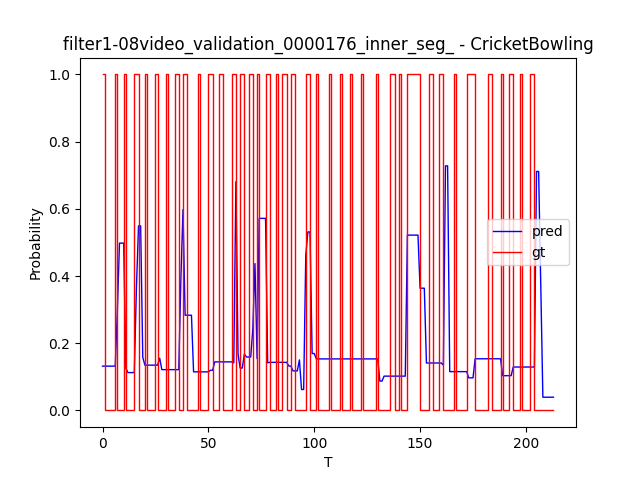 filter1-08video_validation_0000176_inner_seg_ - CricketBowling
1.0
0.8
0.6
0.4
0.2
0.0
Probability
pred
gt
0
50
100
150
200
T